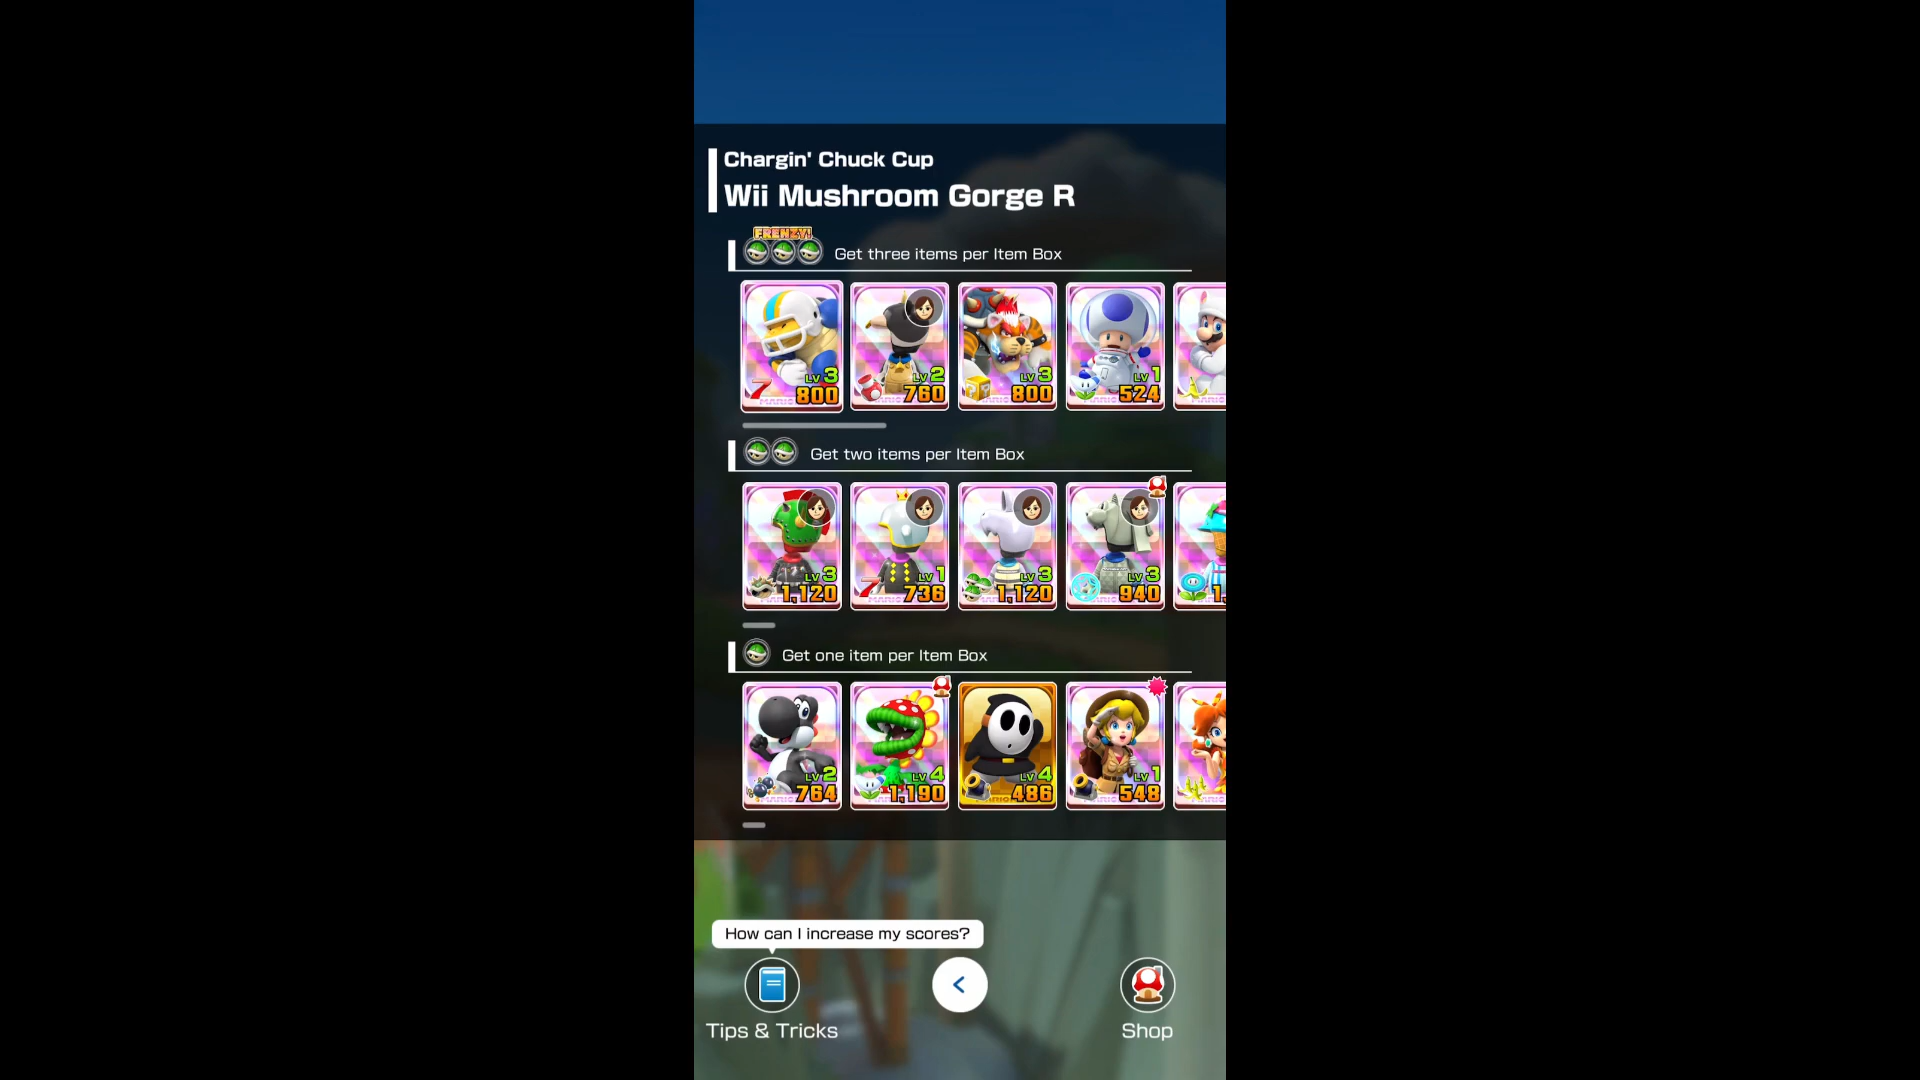 Chargin' Chuck Cup
Wii Mushroom Gorge R
FRENZY!
Get three items per Item Box
LV 3
800
LV 2
760
LV 3
800
LV 1
524
Get two items per Item Box
LV 3
1,120
LV 1
736
LV 3
1,120
LV 3
940
Get one item per Item Box
LV 2
764
LV 4
1,190
LV 4
486
LV 1
548
How can I increase my scores?
Tips & Tricks
Shop